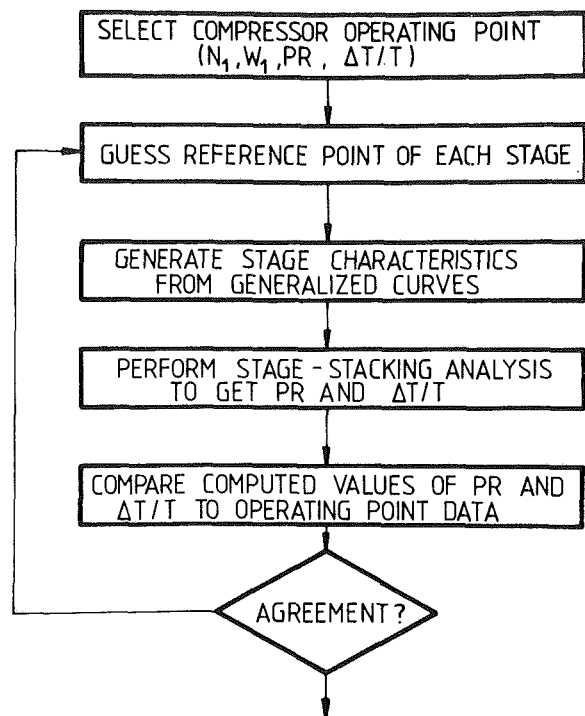 SELECT COMPRESSOR OPERATING POINT
(N₁,W₁,PR, ΔT/T)
GUESS REFERENCE POINT OF EACH STAGE
GENERATE STAGE CHARACTERISTICS
FROM GENERALIZED CURVES
PERFORM STAGE-STACKING ANALYSIS
TO GET PR AND ΔT/T
COMPARE COMPUTED VALUES OF PR AND
ΔT/T TO OPERATING POINT DATA
AGREEMENT?